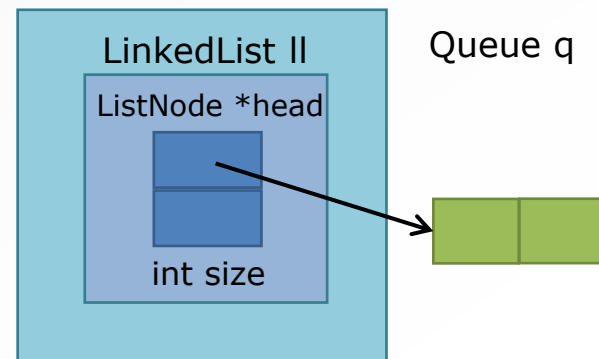 LinkedList ll
Queue q
ListNode *head
int size